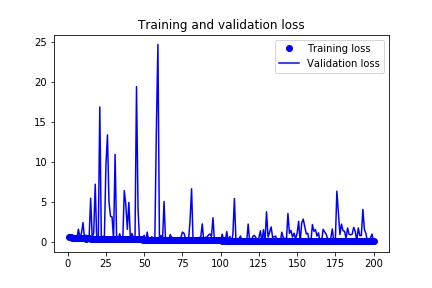 Training and validation loss
25
20
15
10
5
0
Training loss
Validation loss
0 25 50 75 100 125 150 175 200